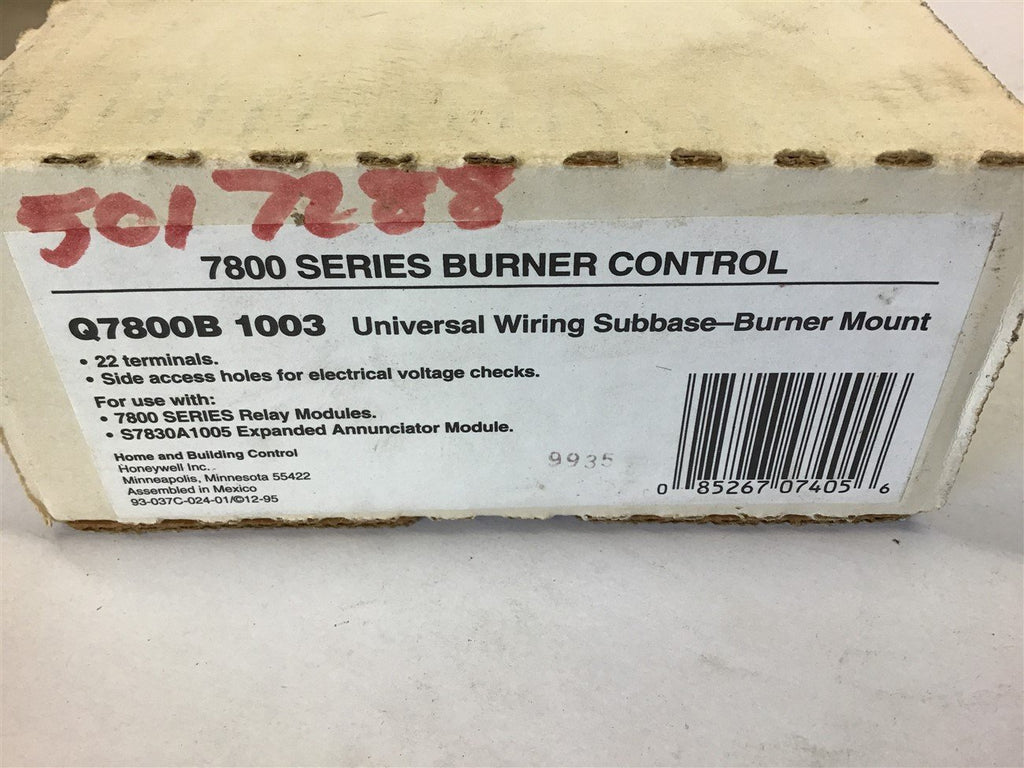 501 7288
7800 SERIES BURNER CONTROL
Q7800B 1003 Universal Wiring Subbase–Burner Mount
• 22 terminals.
• Side access holes for electrical voltage checks.
For use with:
• 7800 SERIES Relay Modules.
• S7830A1005 Expanded Annunciator Module.
Home and Building Control
Honeywell Inc.
Minneapolis, Minnesota 55422
Assembled in Mexico
93-037C-024-01/©12-95
9935
0 85267 07405 6